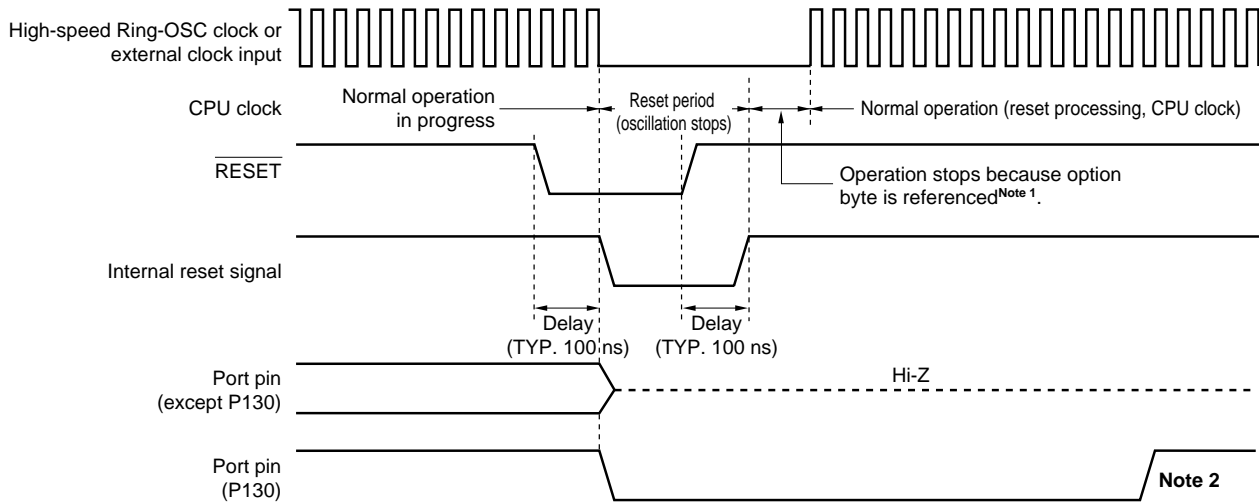 High-speed Ring-OSC clock or
external clock input
CPU clock
Normal operation
in progress
Reset period
(oscillation stops)
Normal operation (reset processing, CPU clock)
RESET
Operation stops because option
byte is referencedNote 1.
Internal reset signal
Delay
(TYP. 100 ns)
Delay
(TYP. 100 ns)
Port pin
(except P130)
Hi-Z
Port pin
(P130)
Note 2